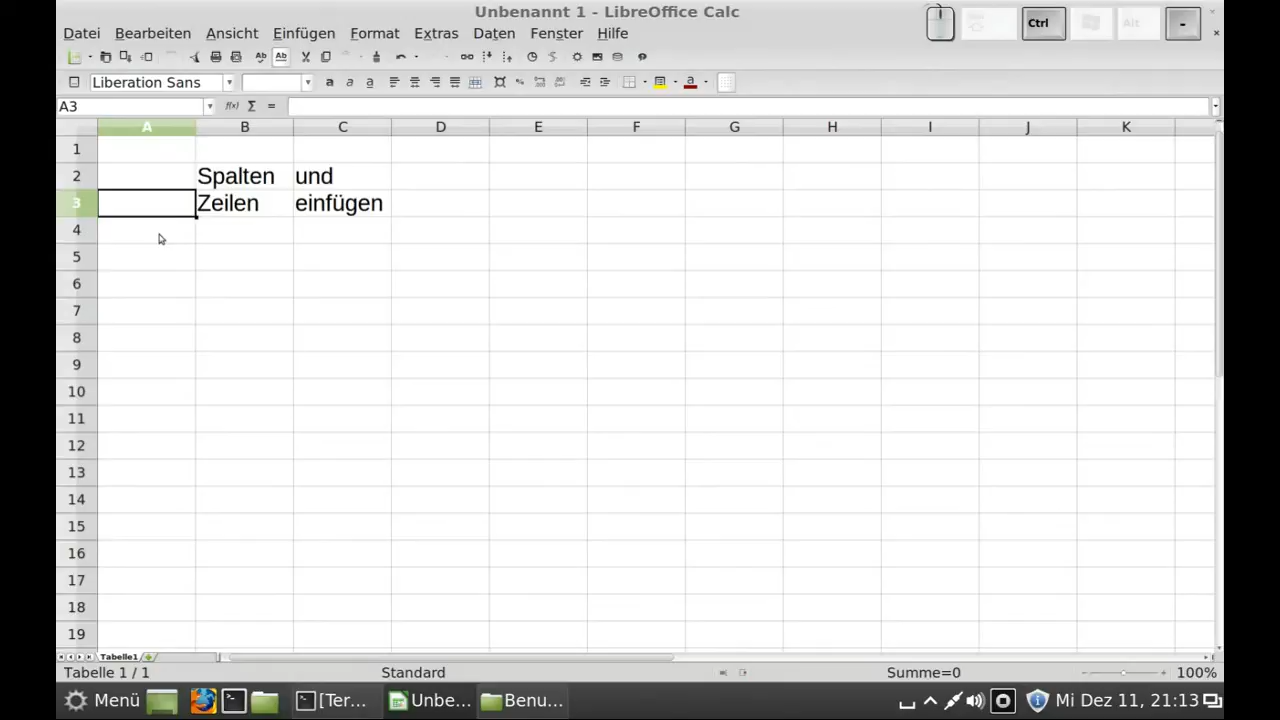 Unbenannt 1 - LibreOffice Calc
Ctrl
Alt
-
Datei Bearbeiten Ansicht Einfügen Format Extras Daten Fenster Hilfe
Liberation Sans
A3
A B C D E F G H I J K
1
2 Spalten und
3 Zeilen einfügen
4
5
6
7
8
9
10
11
12
13
14
15
16
17
18
19
Tabelle1
Tabelle 1 / 1 Standard Summe=0 100%
Menü [Ter... Unbe... Benu... Mi Dez 11, 21:13